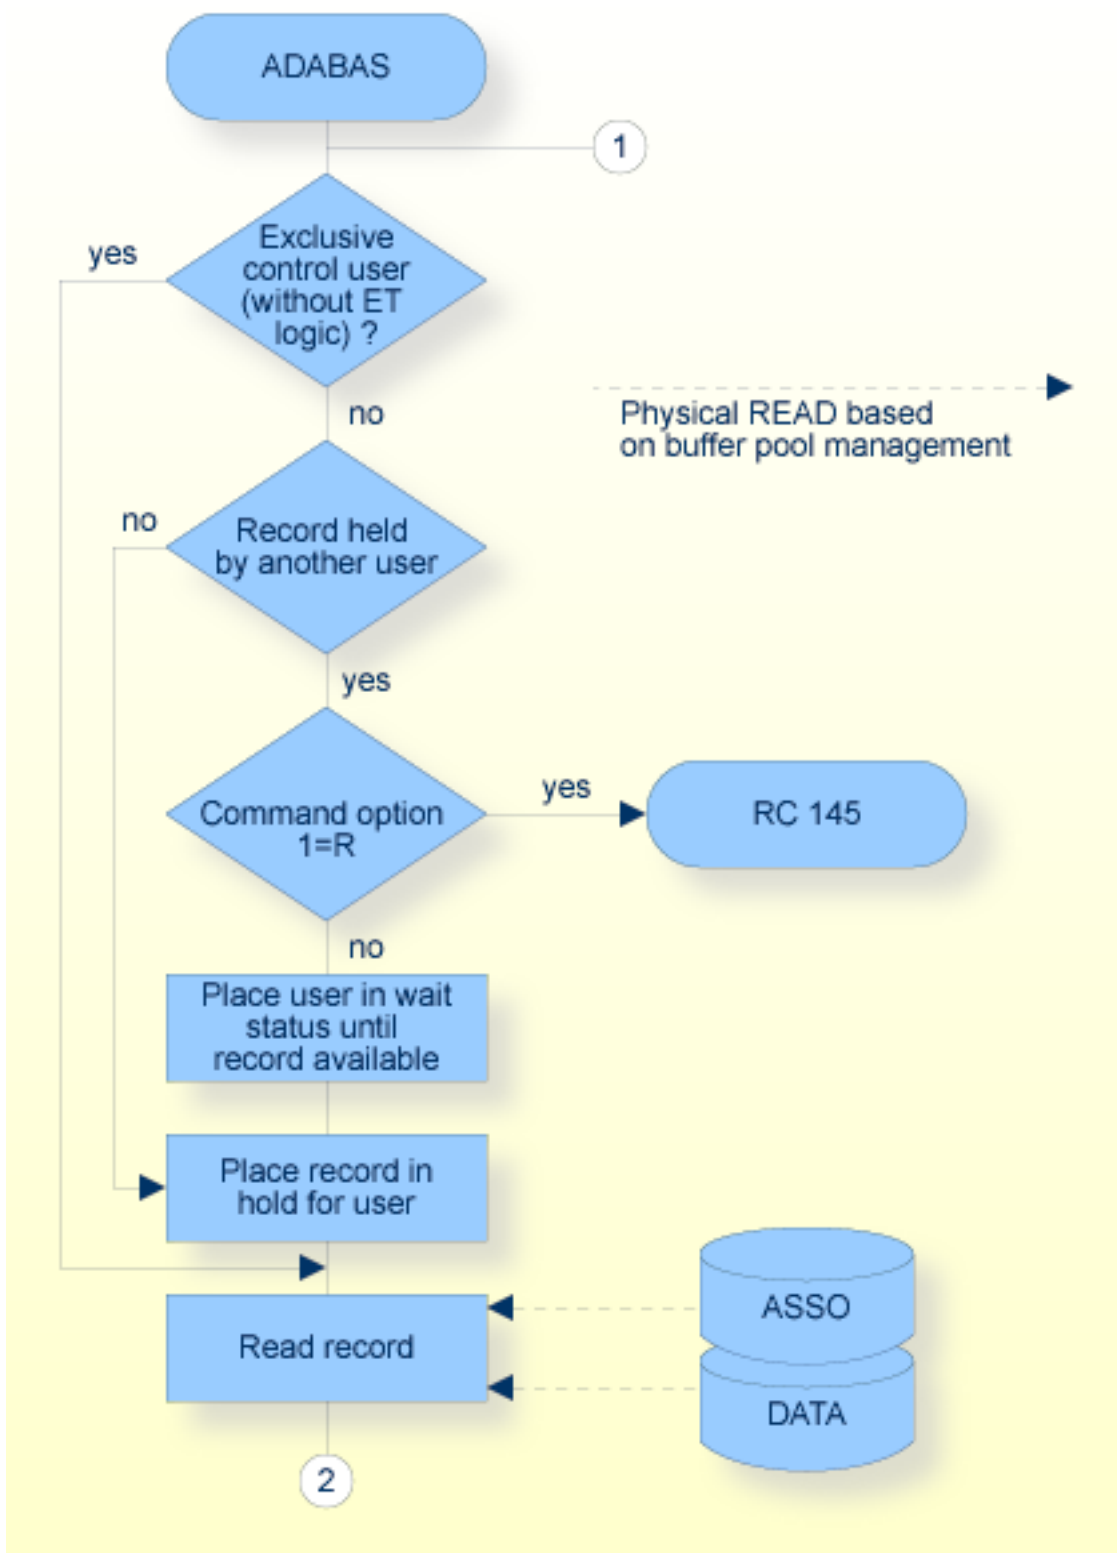 ADABAS
1
Exclusive
control user
(without ET
logic) ?
yes
no
Physical READ based
on buffer pool management
Record held
by another user
no
yes
Command option
1=R
yes
RC 145
no
Place user in wait
status until
record available
Place record in
hold for user
Read record
ASSO
DATA
2